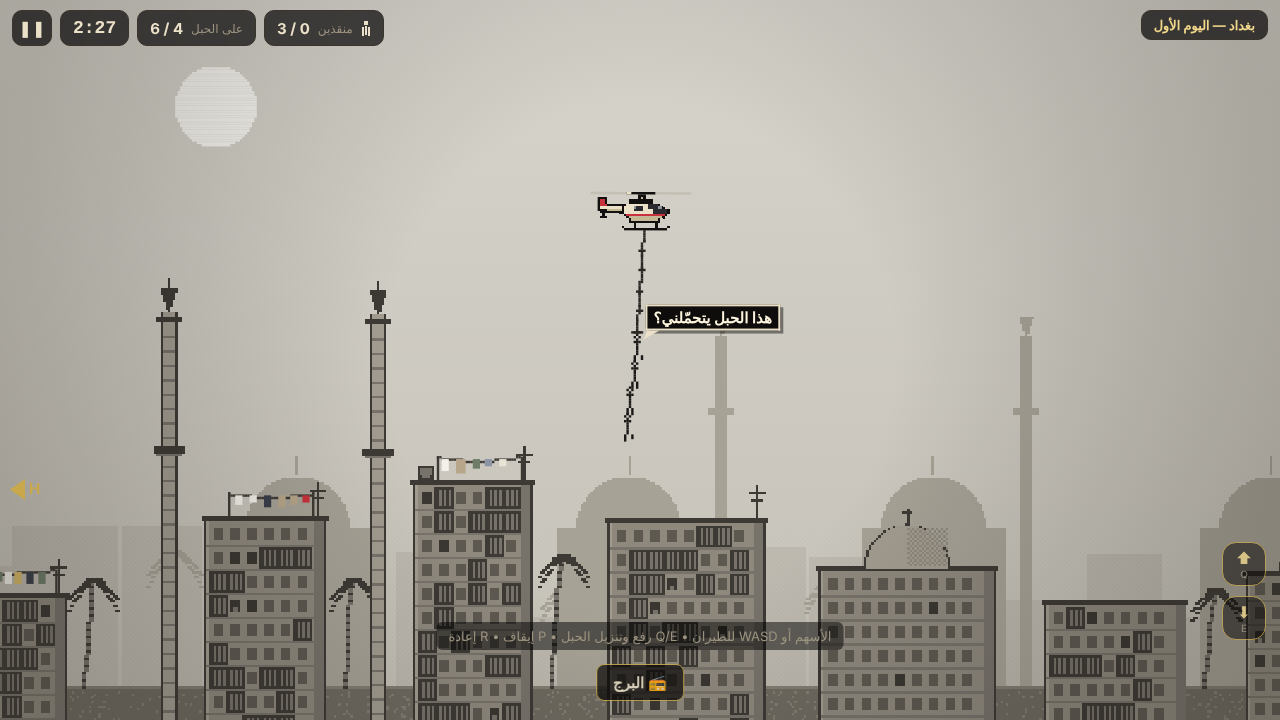 بغداد — اليوم الأول
منقذين 3 / 0
على الحبل 6 / 4
2:27
هذا الحبل يتحمّلني؟
H
Q
E
الأسهم أو WASD للطيران • Q/E رفع وتنزيل الحبل • P إيقاف • R إعادة
البرج